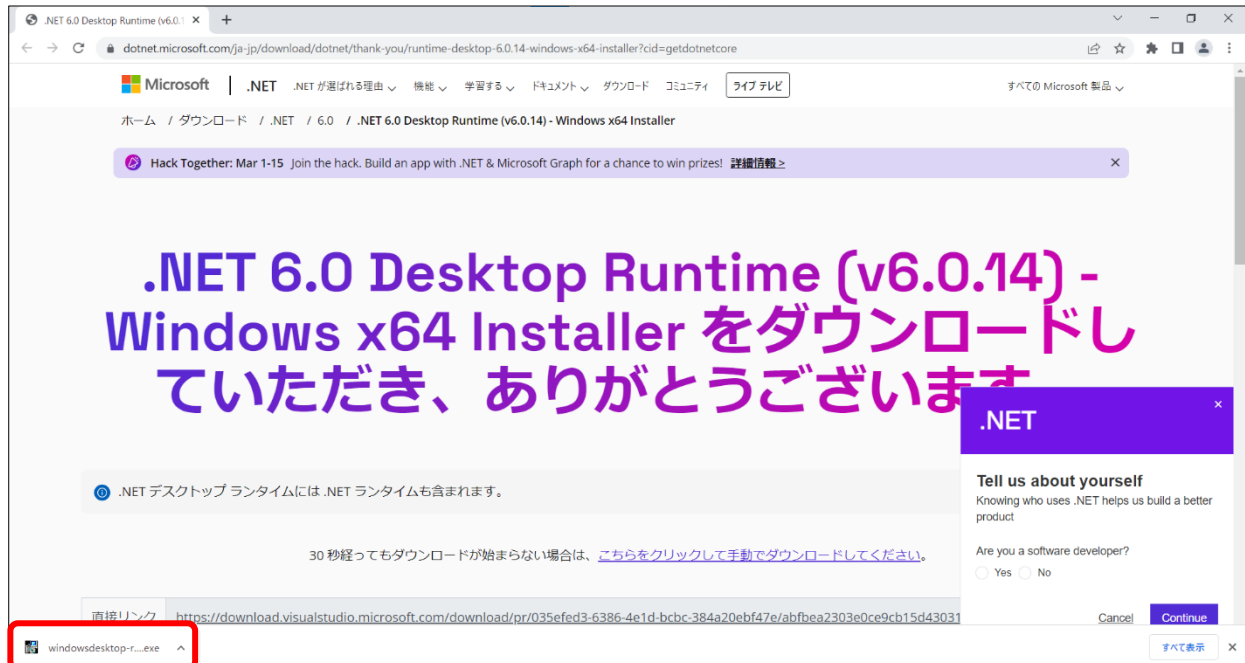 .NET 6.0 Desktop Runtime (v6.0.1
dotnet.microsoft.com/ja-jp/download/dotnet/thank-you/runtime-desktop-6.0.14-windows-x64-installer?cid=getdotnetcore
Microsoft .NET .NET が選ばれる理由 機能 学習する ドキュメント ダウンロード コミュニティ ライブ テレビ すべての Microsoft 製品
ホーム / ダウンロード / .NET / 6.0 / .NET 6.0 Desktop Runtime (v6.0.14) - Windows x64 Installer
Hack Together: Mar 1-15 Join the hack. Build an app with .NET & Microsoft Graph for a chance to win prizes! 詳細情報 >
.NET 6.0 Desktop Runtime (v6.0.14) -
Windows x64 Installer をダウンロードし
ていただき、ありがとうございます
.NET デスクトップ ランタイムには .NET ランタイムも含まれます。
30 秒経ってもダウンロードが始まらない場合は、こちらをクリックして手動でダウンロードしてください。
直接リンク https://download.visualstudio.microsoft.com/download/pr/035efed3-6386-4e1d-bcbc-384a20ebf47e/abfbea2303e0ce9cb15d43031
.NET
Tell us about yourself
Knowing who uses .NET helps us build a better
product
Are you a software developer?
Yes No
Cancel Continue
windowsdesktop-r....exe すべて表示